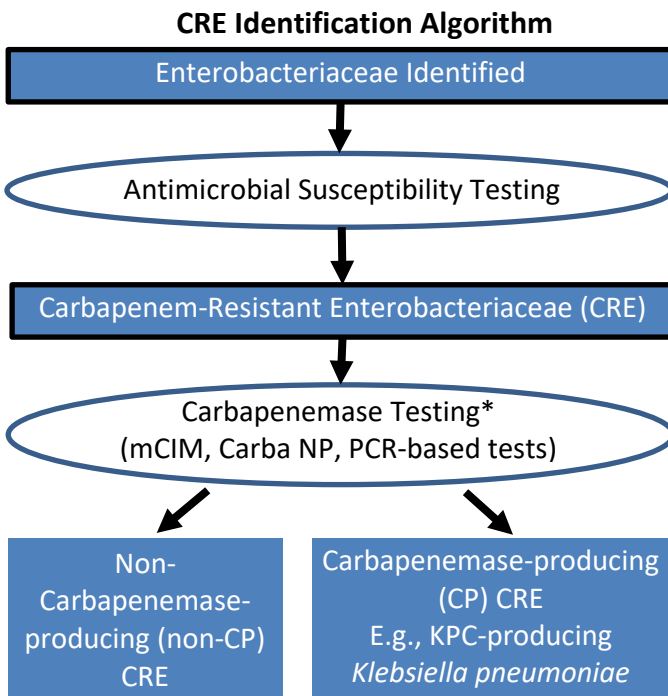 CRE Identification Algorithm
Enterobacteriaceae Identified
Antimicrobial Susceptibility Testing
Carbapenem-Resistant Enterobacteriaceae (CRE)
Carbapenemase Testing*
(mCIM, Carba NP, PCR-based tests)
Non-
Carbapenemase-
producing (non-CP)
CRE
Carbapenemase-producing
(CP) CRE
E.g., KPC-producing
Klebsiella pneumoniae